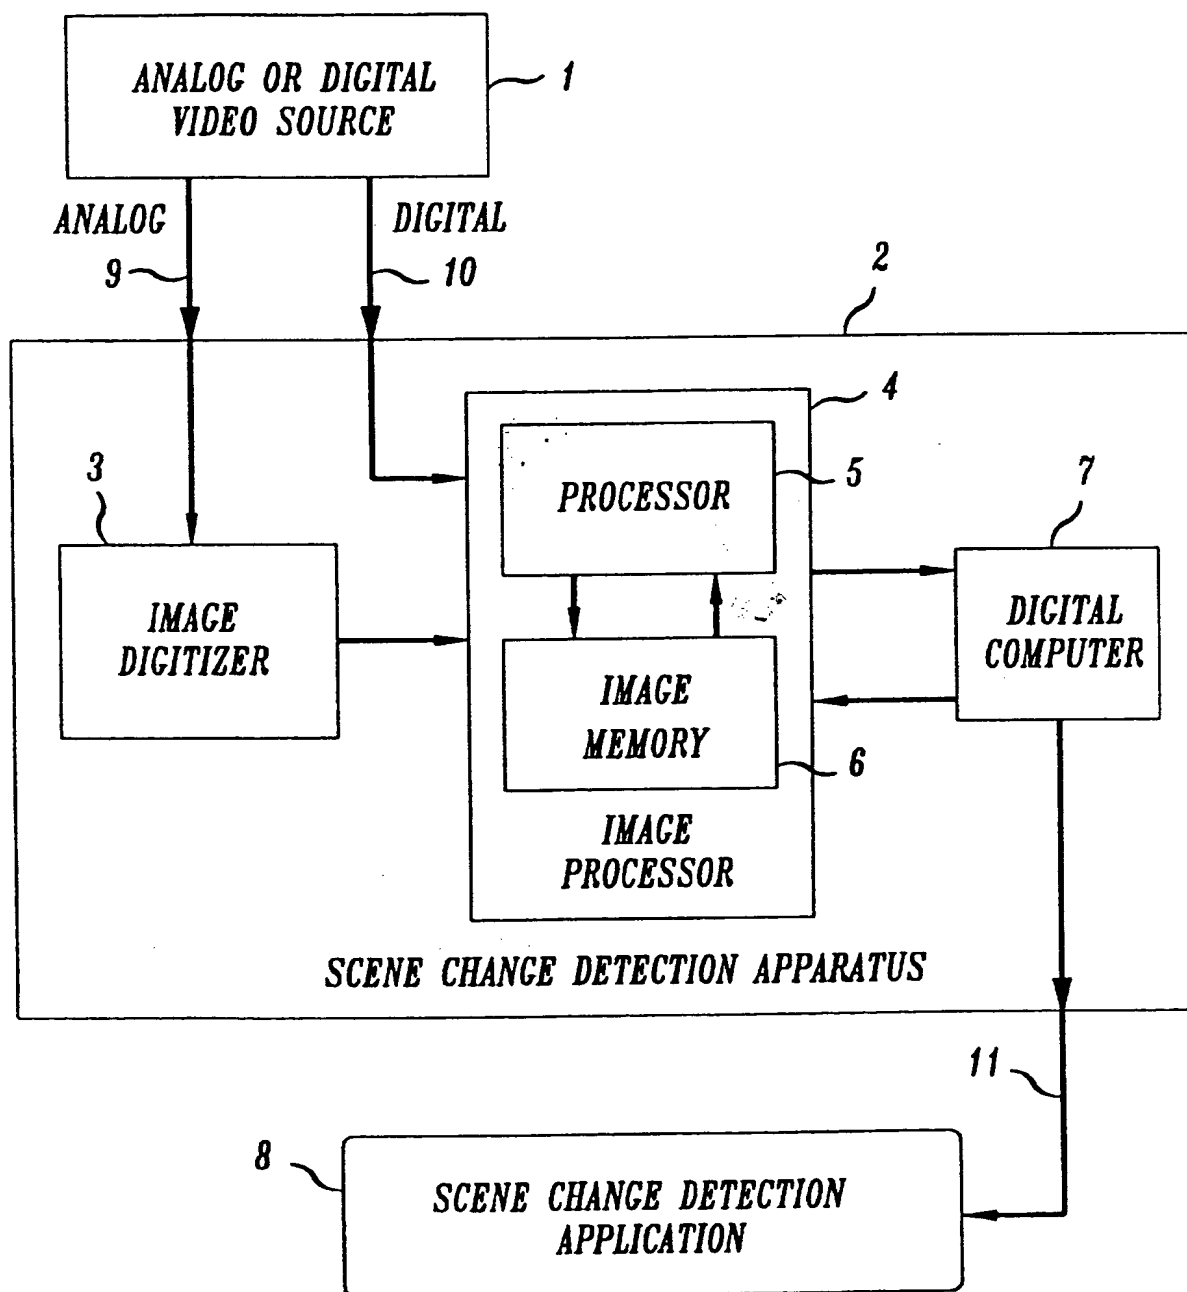 ANALOG OR DIGITAL
VIDEO SOURCE
1
ANALOG
DIGITAL
9
10
2
4
3
PROCESSOR
5
7
IMAGE
DIGITIZER
DIGITAL
COMPUTER
IMAGE
MEMORY
6
IMAGE
PROCESSOR
SCENE CHANGE DETECTION APPARATUS
11
8
SCENE CHANGE DETECTION
APPLICATION